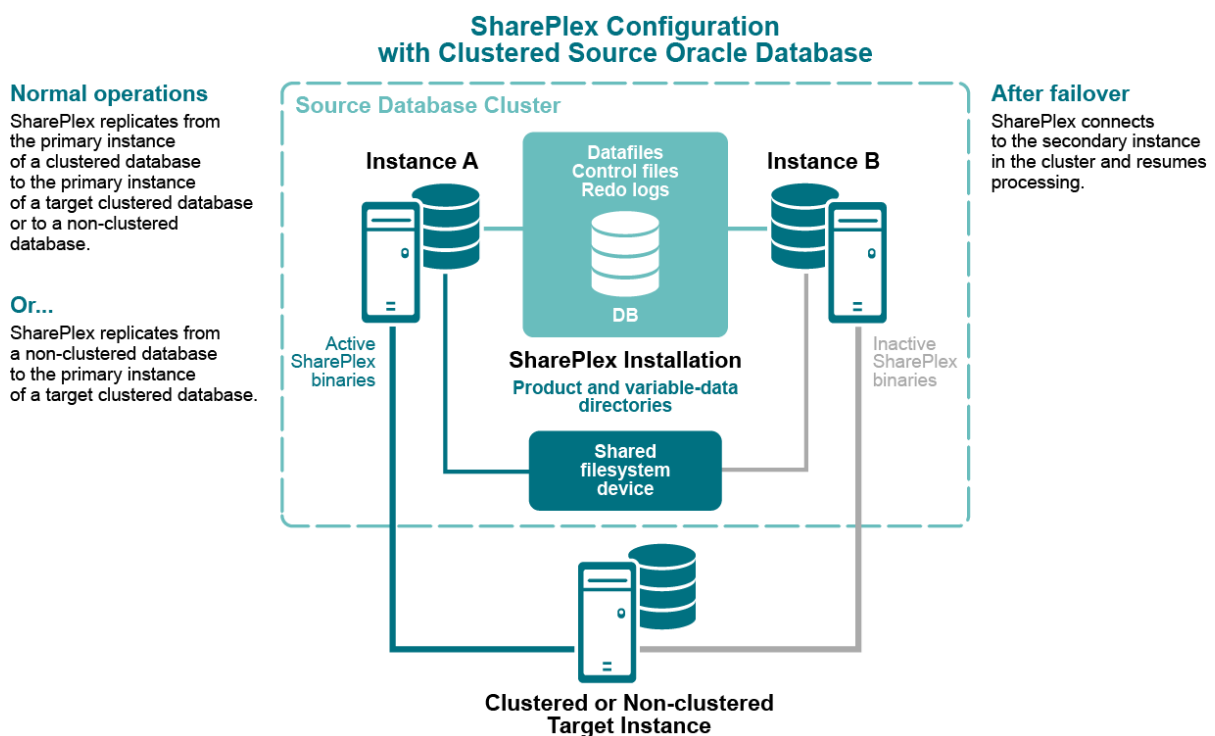 SharePlex Configuration
with Clustered Source Oracle Database
Normal operations
SharePlex replicates from
the primary instance
of a clustered database
to the primary instance
of a target clustered database
or to a non-clustered
database.
Or...
SharePlex replicates from
a non-clustered database
to the primary instance
of a target clustered database.
Source Database Cluster
Instance A
Datafiles
Control files
Redo logs
DB
Instance B
Active
SharePlex
binaries
SharePlex Installation
Product and variable-data
directories
Shared
filesystem
device
Inactive
SharePlex
binaries
After failover
SharePlex connects
to the secondary instance
in the cluster and resumes
processing.
Clustered or Non-clustered
Target Instance